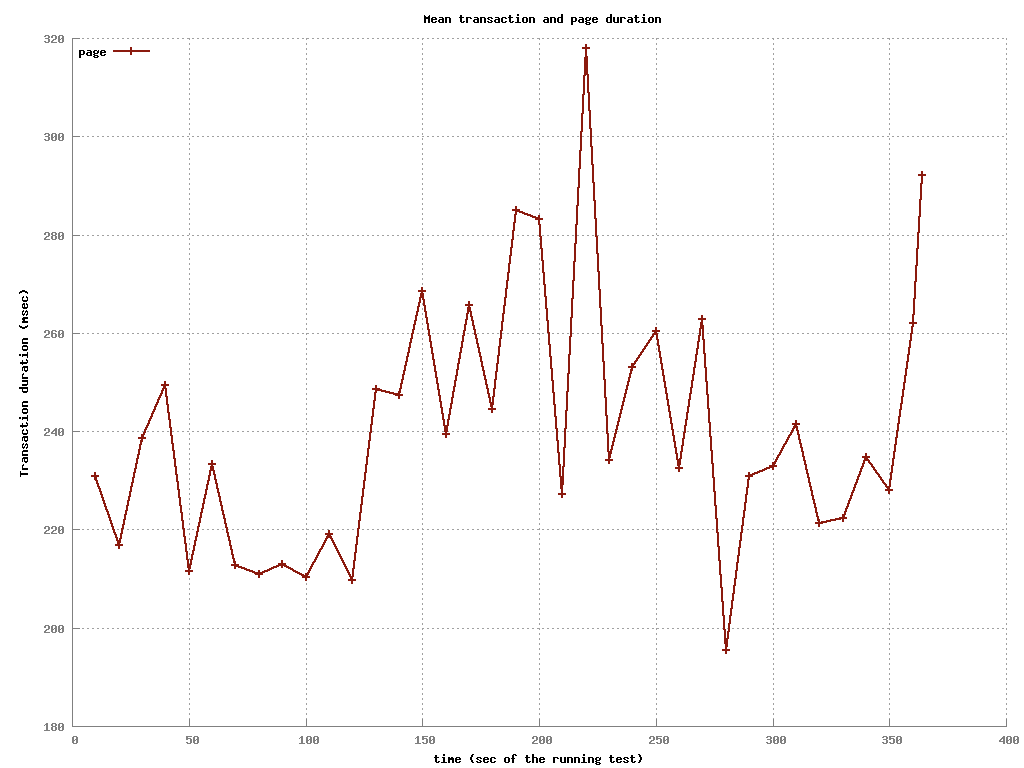 Mean transaction and page duration
320
page
300
280
260
240
220
200
180
Transaction duration (msec)
0 50 100 150 200 250 300 350 400
time (sec of the running test)